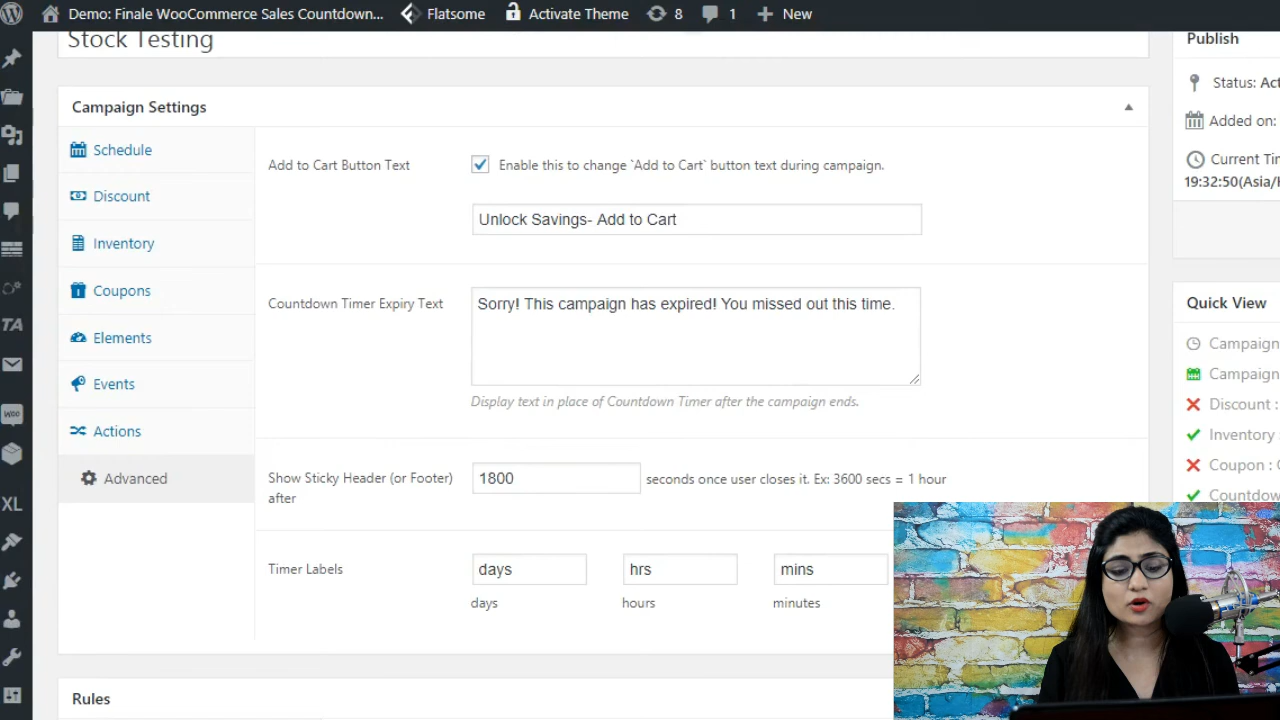 Demo: Finale WooCommerce Sales Countdown... Flatsome Activate Theme 8 1 New
Stock Testing
Publish
Status: Act
Added on:
Current Tin
19:32:50(Asia/K
Campaign Settings
Schedule
Discount
Inventory
Coupons
Elements
Events
Actions
Advanced
Add to Cart Button Text
Enable this to change `Add to Cart` button text during campaign.
Unlock Savings- Add to Cart
Countdown Timer Expiry Text
Sorry! This campaign has expired! You missed out this time.
Display text in place of Countdown Timer after the campaign ends.
Show Sticky Header (or Footer)
after
1800
seconds once user closes it. Ex: 3600 secs = 1 hour
Timer Labels
days hrs mins
days hours minutes
Quick View
Campaign
Campaign
Discount :
Inventory :
Coupon :
Countdow
TA
Woo
XL
Rules